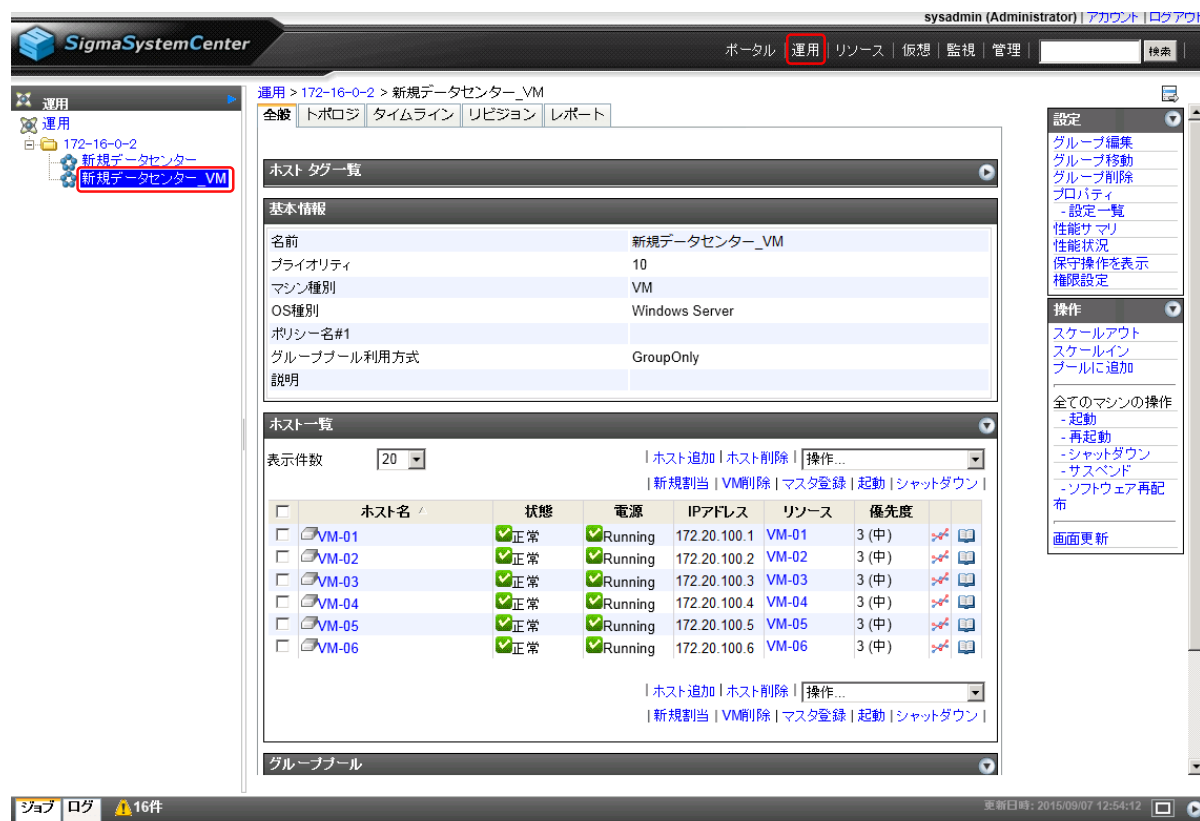 sysadmin (Administrator) | アカウント | ログアウト
SigmaSystemCenter
ポータル | 運用 | リソース | 仮想 | 監視 | 管理 | 検索
運用
運用
172-16-0-2
新規データセンター
新規データセンター_VM
運用 > 172-16-0-2 > 新規データセンター_VM
全般 トポロジ タイムライン リビジョン レポート
ホスト タグ一覧
基本情報
名前 新規データセンター_VM
プライオリティ 10
マシン種別 VM
OS種別 Windows Server
ポリシー名#1
グループプール利用方式 GroupOnly
説明
ホスト一覧
表示件数 20 | ホスト追加 | ホスト削除 | 操作...
| 新規割当 | VM削除 | マスタ登録 | 起動 | シャットダウン |
ホスト名 状態 電源 IPアドレス リソース 優先度
VM-01 正常 Running 172.20.100.1 VM-01 3 (中)
VM-02 正常 Running 172.20.100.2 VM-02 3 (中)
VM-03 正常 Running 172.20.100.3 VM-03 3 (中)
VM-04 正常 Running 172.20.100.4 VM-04 3 (中)
VM-05 正常 Running 172.20.100.5 VM-05 3 (中)
VM-06 正常 Running 172.20.100.6 VM-06 3 (中)
| ホスト追加 | ホスト削除 | 操作...
| 新規割当 | VM削除 | マスタ登録 | 起動 | シャットダウン |
グループプール
設定
グループ編集
グループ移動
グループ削除
プロパティ
- 設定一覧
性能サマリ
性能状況
保守操作を表示
権限設定
操作
スケールアウト
スケールイン
プールに追加
全てのマシンの操作
- 起動
- 再起動
- シャットダウン
- サスペンド
- ソフトウェア再配
布
画面更新
ジョブ ログ 16件
更新日時: 2015/09/07 12:54:12